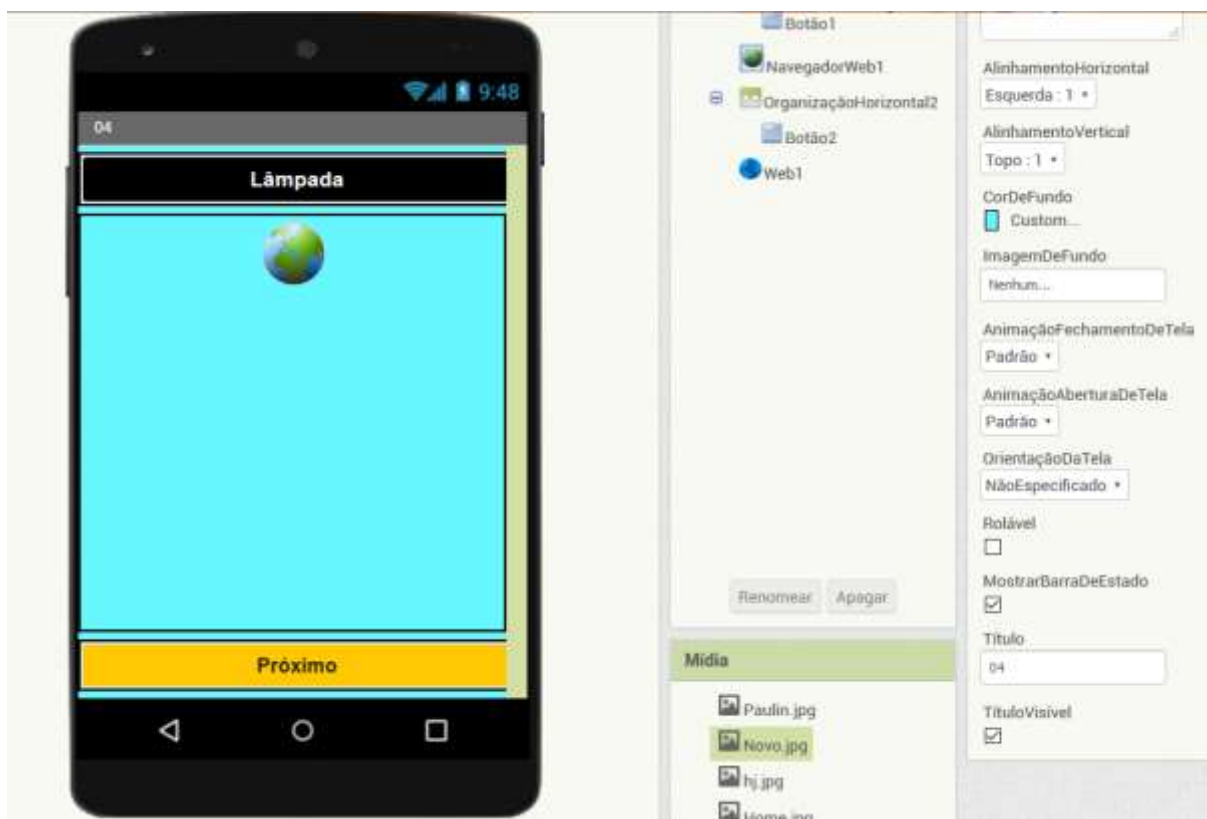 9:48
04
Lâmpada
Próximo
Botão1
NavegadorWeb1
OrganizaçãoHorizontal2
Botão2
Web1
Renomear Apagar
Mídia
Paulin.jpg
Novo.jpg
hj.jpg
Home.jpg
AlinhamentoHorizontal
Esquerda : 1
AlinhamentoVertical
Topo : 1
CorDeFundo
Custom...
ImagemDeFundo
Nenhum...
AnimaçãoFechamentoDeTela
Padrão
AnimaçãoAberturaDeTela
Padrão
OrientaçãoDaTela
NãoEspecificado
Rolável
MostrarBarraDeEstado
Título
04
TítuloVisível